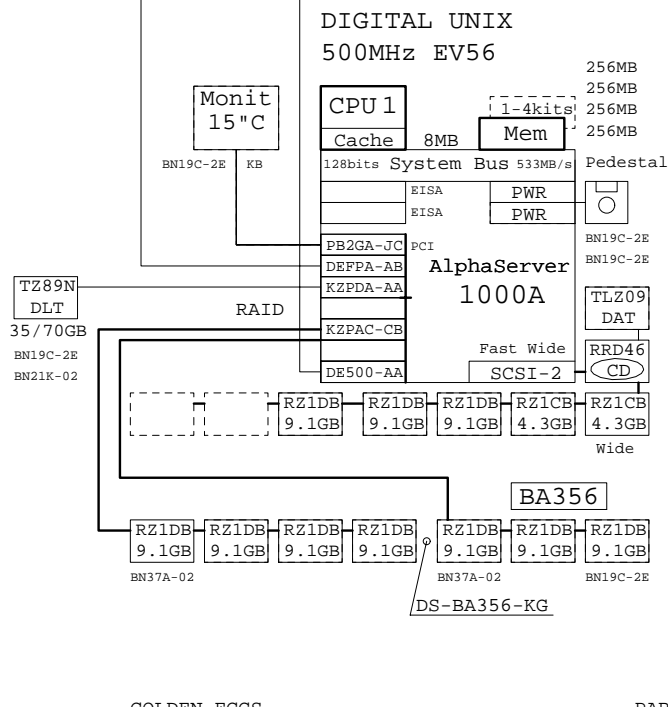 DIGITAL UNIX
500MHz EV56
256MB
256MB
256MB
256MB
Monit
15"C
CPU 1
1-4kits
Cache
8MB
Mem
BN19C-2E
KB
128bits System Bus 533MB/s
Pedestal
EISA
PWR
EISA
PWR
BN19C-2E
BN19C-2E
PB2GA-JC PCI
DEFPA-AB
KZPDA-AA
AlphaServer
1000A
TZ89N
DLT
35/70GB
BN19C-2E
BN21K-02
RAID
KZPAC-CB
TLZ09
DAT
Fast Wide
RRD46
CD
DE500-AA
SCSI-2
RZ1DB RZ1DB RZ1DB RZ1CB RZ1CB
9.1GB 9.1GB 9.1GB 4.3GB 4.3GB
Wide
BA356
RZ1DB RZ1DB RZ1DB RZ1DB RZ1DB RZ1DB RZ1DB
9.1GB 9.1GB 9.1GB 9.1GB 9.1GB 9.1GB 9.1GB
BN37A-02 BN37A-02 BN19C-2E
DS-BA356-KG